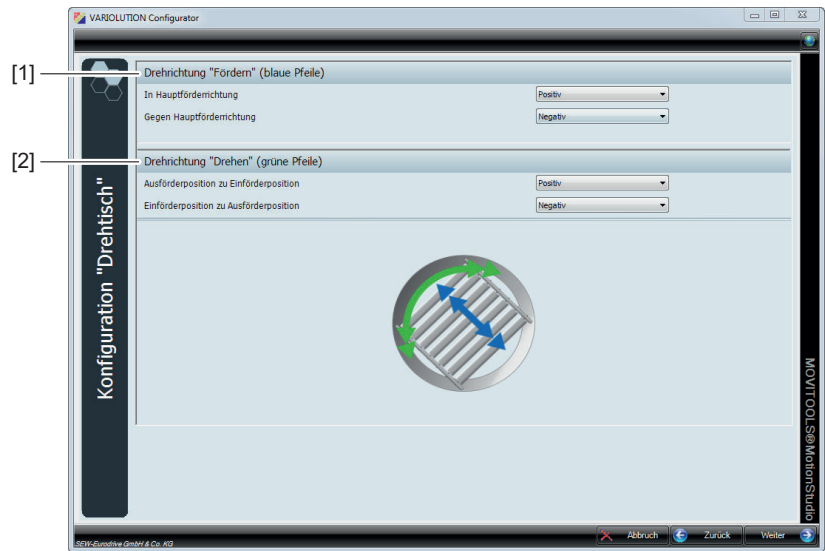 VARIOLUTION Configurator
[1]
Drehrichtung "Fördern" (blaue Pfeile)
In Hauptförderrichtung
Positiv
Gegen Hauptförderrichtung
Negativ
[2]
Drehrichtung "Drehen" (grüne Pfeile)
Ausförderposition zu Einförderposition
Positiv
Einförderposition zu Ausförderposition
Negativ
Konfiguration "Drehtisch"
MOVITOOLS®MotionStudio
Abbruch
Zurück
Weiter
SEW-Eurodrive GmbH & Co. KG